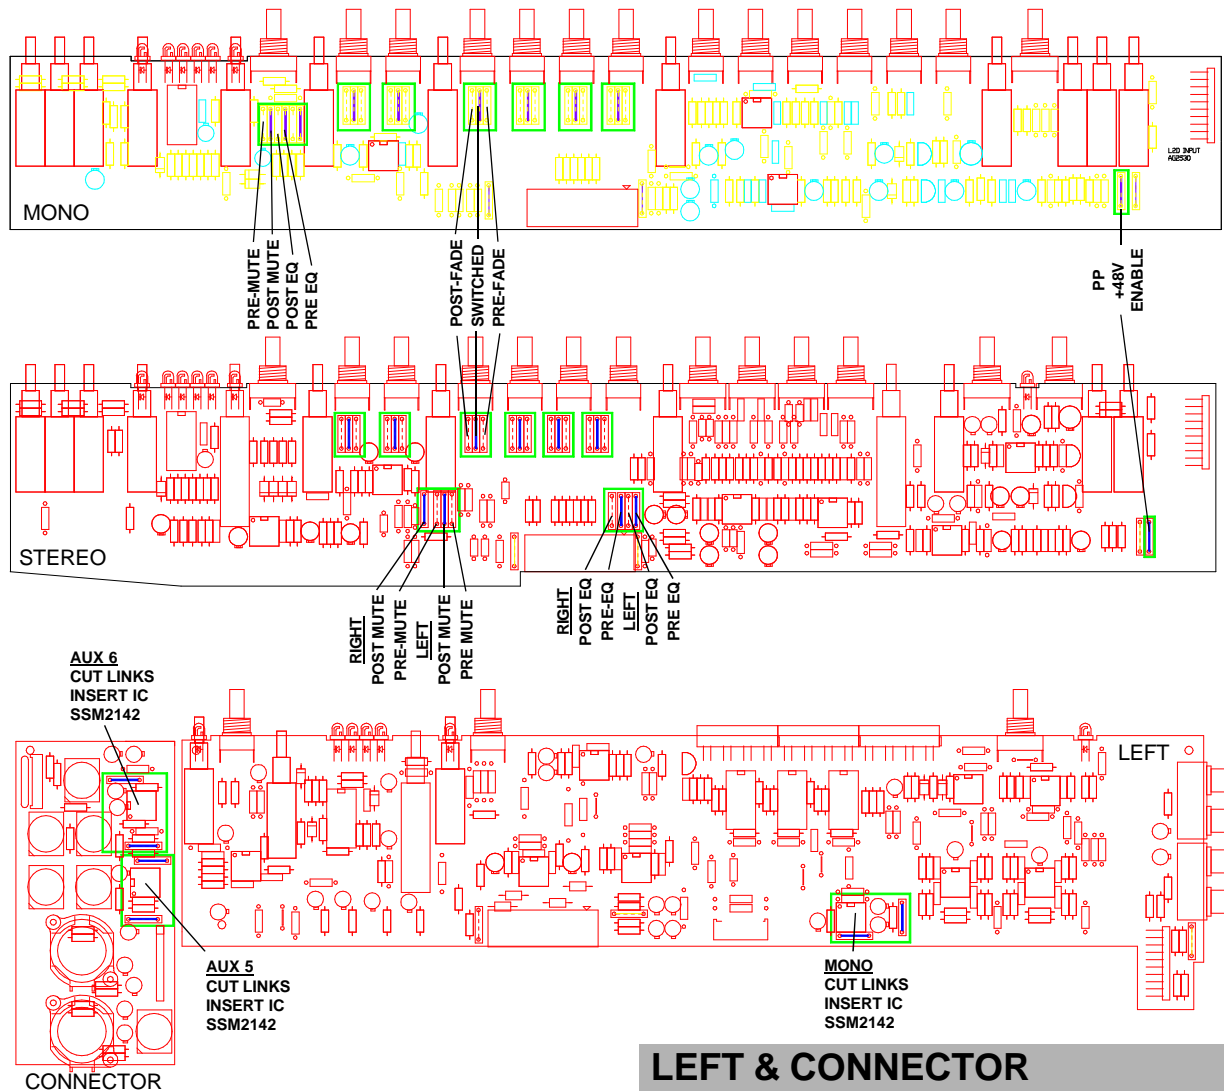 L2D INPUT
AG2530
MONO
PRE-MUTE
POST MUTE
POST EQ
PRE EQ
POST-FADE
SWITCHED
PRE-FADE
PP
+48V
ENABLE
STEREO
RIGHT
POST MUTE
PRE-MUTE
LEFT
POST MUTE
PRE MUTE
RIGHT
POST EQ
PRE-EQ
LEFT
POST EQ
PRE EQ
AUX 6
CUT LINKS
INSERT IC
SSM2142
LEFT
AUX 5
CUT LINKS
INSERT IC
SSM2142
MONO
CUT LINKS
INSERT IC
SSM2142
CONNECTOR
LEFT & CONNECTOR